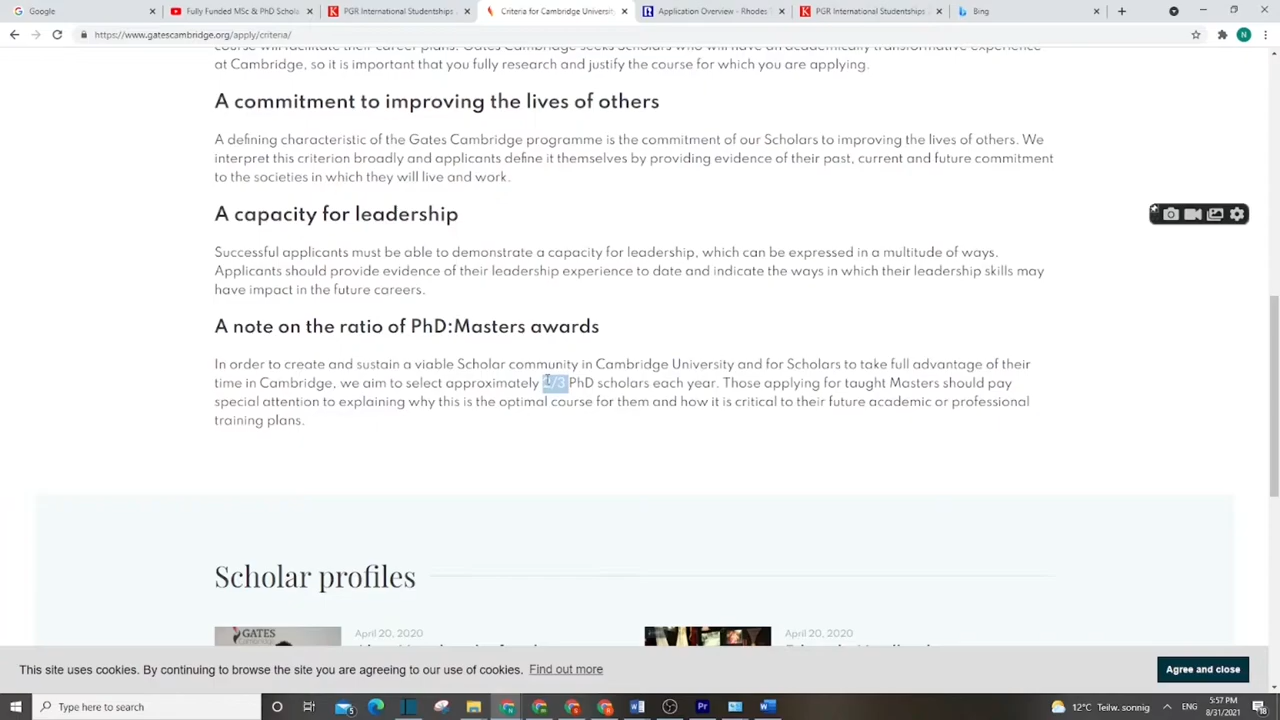 Google
Fully Funded MSc & PhD Schola
PGR International Studentships
Criteria for Cambridge Universit
Application Overview - Rhodes
PGR International Studentships
Bing
https://www.gatescambridge.org/apply/criteria/
N
course will facilitate their career plans. Gates Cambridge seeks Scholars who will have an academically transformative experience
at Cambridge, so it is important that you fully research and justify the course for which you are applying.
A commitment to improving the lives of others
A defining characteristic of the Gates Cambridge programme is the commitment of our Scholars to improving the lives of others. We
interpret this criterion broadly and applicants define it themselves by providing evidence of their past, current and future commitment
to the societies in which they will live and work.
A capacity for leadership
Successful applicants must be able to demonstrate a capacity for leadership, which can be expressed in a multitude of ways.
Applicants should provide evidence of their leadership experience to date and indicate the ways in which their leadership skills may
have impact in the future careers.
A note on the ratio of PhD:Masters awards
In order to create and sustain a viable Scholar community in Cambridge University and for Scholars to take full advantage of their
time in Cambridge, we aim to select approximately PhD scholars each year. Those applying for taught Masters should pay
special attention to explaining why this is the optimal course for them and how it is critical to their future academic or professional
training plans.
Scholar profiles
GATES
Cambridge
April 20, 2020
April 20, 2020
This site uses cookies. By continuing to browse the site you are agreeing to our use of cookies. Find out more
Agree and close
Type here to search
12°C Teilw. sonnig
ENG
5:57 PM
8/31/2021